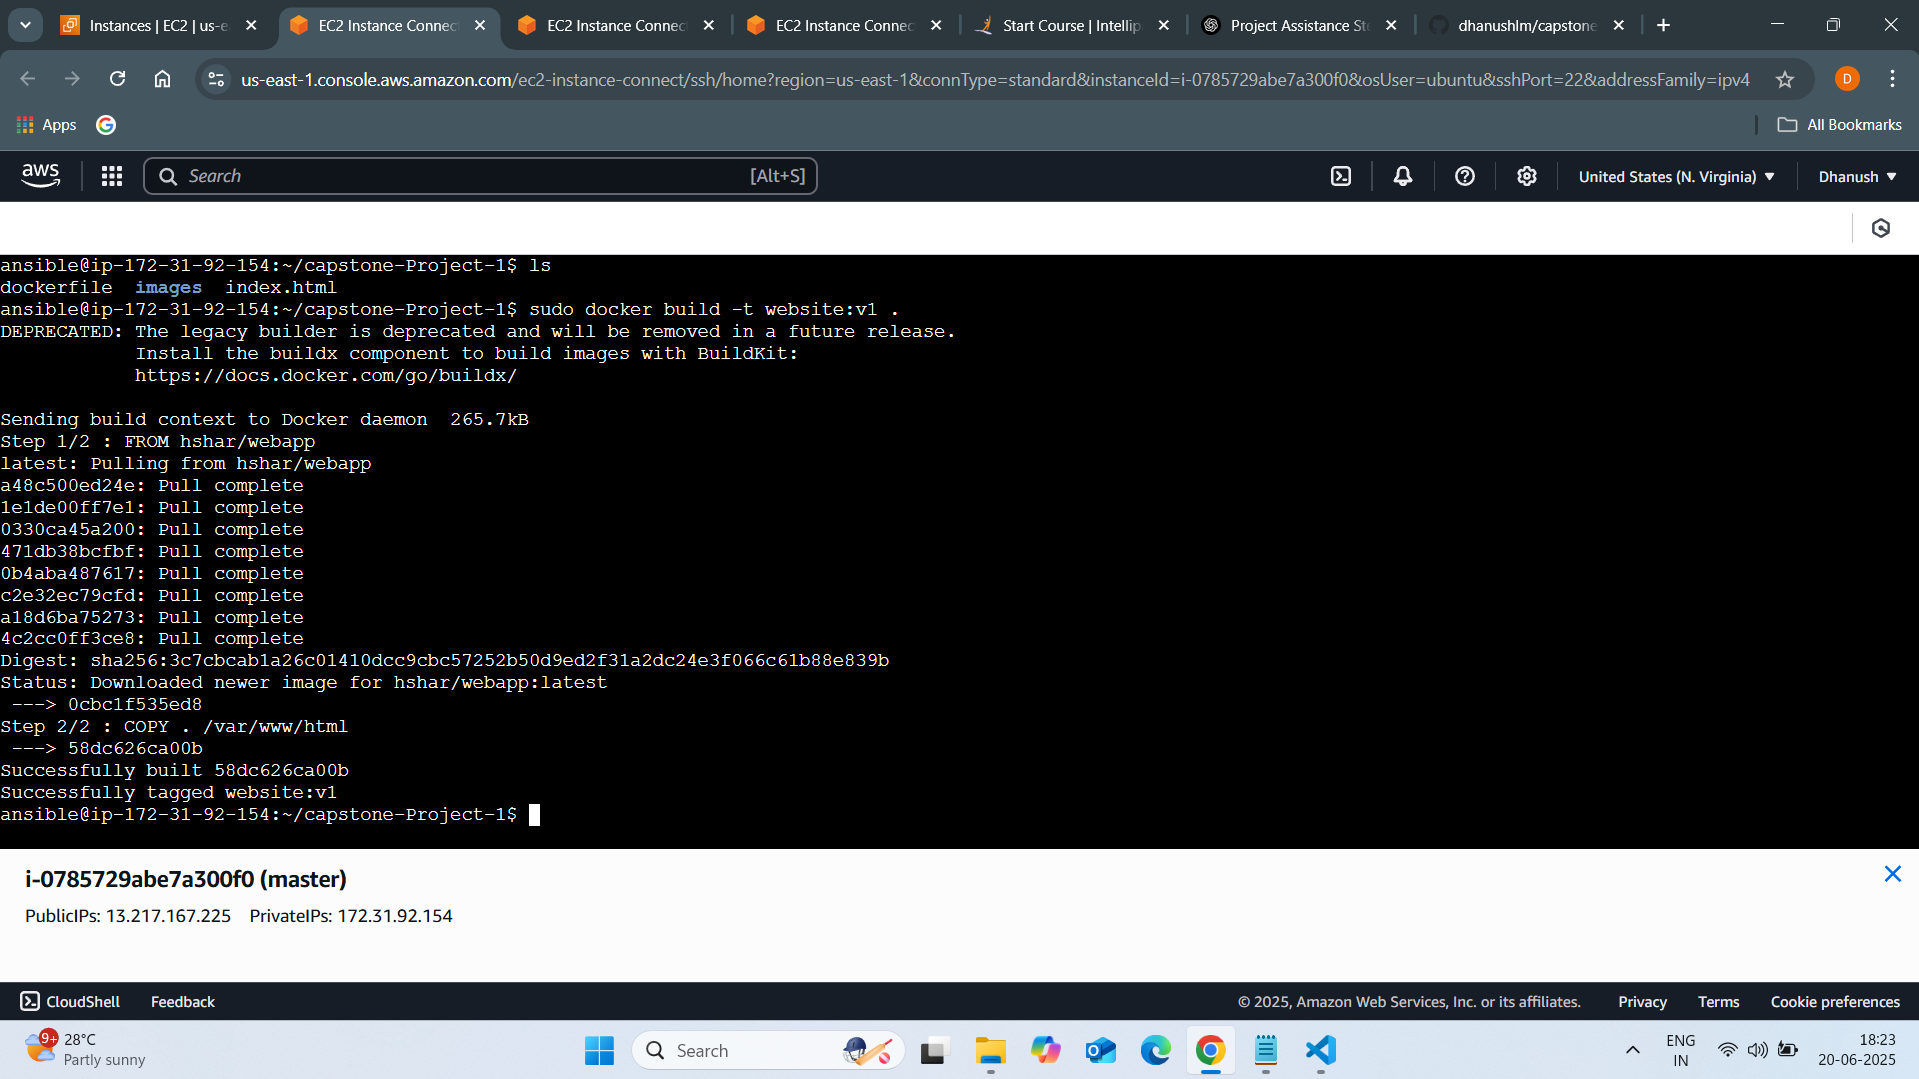 Instances | EC2 | us-e
EC2 Instance Connect
EC2 Instance Connect
EC2 Instance Connec
Start Course | Intellip
Project Assistance Ste
dhanushlm/capstone
us-east-1.console.aws.amazon.com/ec2-instance-connect/ssh/home?region=us-east-1&connType=standard&instanceId=i-0785729abe7a300f0&osUser=ubuntu&sshPort=22&addressFamily=ipv4
D
Apps
All Bookmarks
aws
Search
[Alt+S]
United States (N. Virginia)
Dhanush
ansible@ip-172-31-92-154:~/capstone-Project-1$ ls
dockerfile  images  index.html
ansible@ip-172-31-92-154:~/capstone-Project-1$ sudo docker build -t website:v1 .
DEPRECATED: The legacy builder is deprecated and will be removed in a future release.
Install the buildx component to build images with BuildKit:
https://docs.docker.com/go/buildx/
Sending build context to Docker daemon  265.7kB
Step 1/2 : FROM hshar/webapp
latest: Pulling from hshar/webapp
a48c500ed24e: Pull complete
1e1de00ff7e1: Pull complete
0330ca45a200: Pull complete
471db38bcfbf: Pull complete
0b4aba487617: Pull complete
c2e32ec79cfd: Pull complete
a18d6ba75273: Pull complete
4c2cc0ff3ce8: Pull complete
Digest: sha256:3c7cbcab1a26c01410dcc9cbc57252b50d9ed2f31a2dc24e3f066c61b88e839b
Status: Downloaded newer image for hshar/webapp:latest
---> 0cbc1f535ed8
Step 2/2 : COPY . /var/www/html
---> 58dc626ca00b
Successfully built 58dc626ca00b
Successfully tagged website:v1
ansible@ip-172-31-92-154:~/capstone-Project-1$
i-0785729abe7a300f0 (master)
PublicIPs: 13.217.167.225   PrivateIPs: 172.31.92.154
CloudShell
Feedback
© 2025, Amazon Web Services, Inc. or its affiliates.
Privacy
Terms
Cookie preferences
9+
28°C
Partly sunny
Search
ENG
IN
18:23
20-06-2025